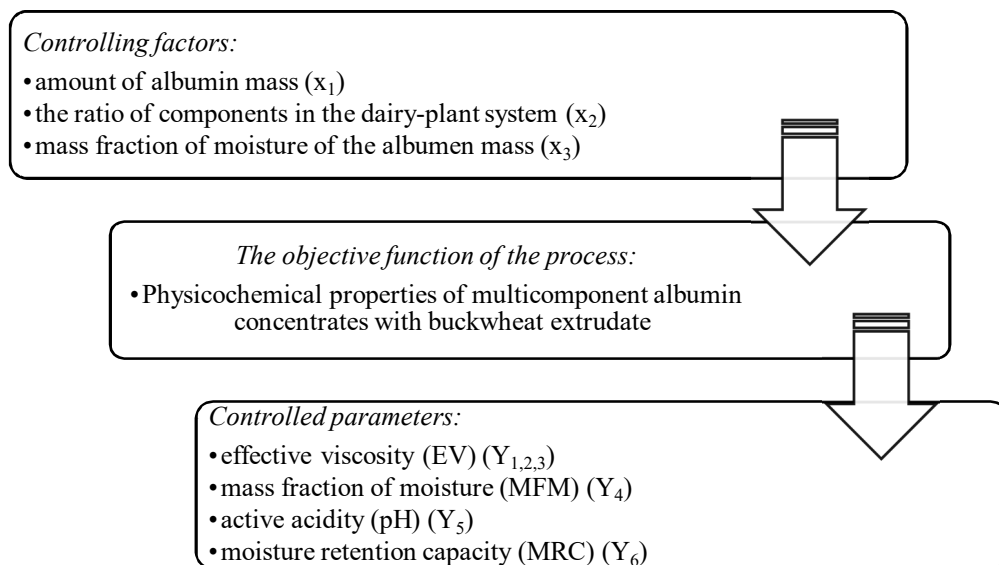 Controlling factors:
•amount of albumin mass (x₁)
•the ratio of components in the dairy-plant system (x₂)
•mass fraction of moisture of the albumen mass (x₃)
The objective function of the process:
•Physicochemical properties of multicomponent albumin
concentrates with buckwheat extrudate
Controlled parameters:
•effective viscosity (EV) (Y₁,₂,₃)
•mass fraction of moisture (MFM) (Y₄)
•active acidity (pH) (Y₅)
•moisture retention capacity (MRC) (Y₆)